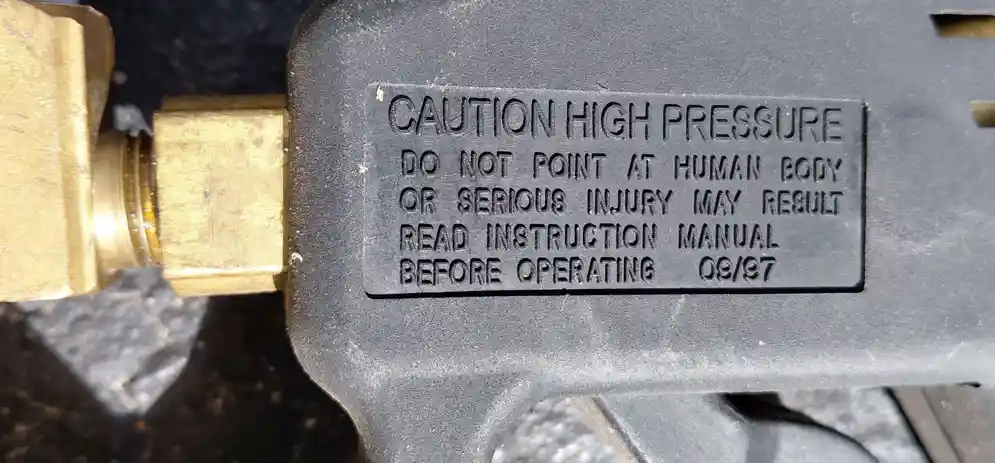 CAUTION HIGH PRESSURE
DO NOT POINT AT HUMAN BODY
OR SERIOUS INJURY MAY RESULT
READ INSTRUCTION MANUAL
BEFORE OPERATING 09/97